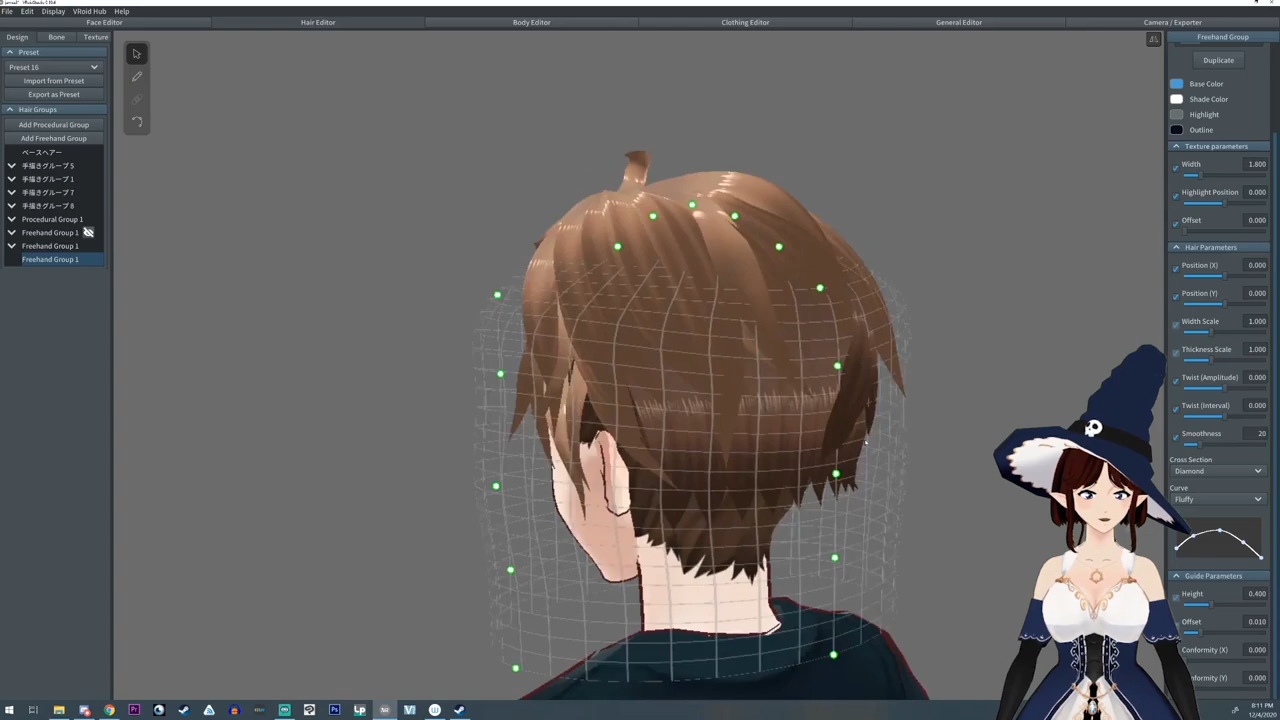 File Edit Display VRoid Hub Help
Face Editor Hair Editor Body Editor Clothing Editor General Editor Camera / Exporter
Design Bone Texture
Preset
Preset 16
Import from Preset
Export as Preset
Hair Groups
Add Procedural Group
Add Freehand Group
ベースヘアー
手描きグループ 5
手描きグループ 1
手描きグループ 7
手描きグループ 8
Procedural Group 1
Freehand Group 1
Freehand Group 1
Freehand Group 1
Freehand Group
Duplicate
Base Color
Shade Color
Highlight
Outline
Texture parameters
Width 1.800
Highlight Position 0.000
Offset 0.000
Hair Parameters
Position (X) 0.000
Position (Y) 0.000
Width Scale 1.000
Thickness Scale 1.000
Twist (Amplitude) 0.000
Twist (Interval) 0.000
Smoothness 20
Cross Section
Diamond
Curve
Fluffy
Guide Parameters
Height 0.400
Offset 0.010
Conformity (X) 0.000
Conformity (Y) 0.000
8:11 PM
12/4/2020